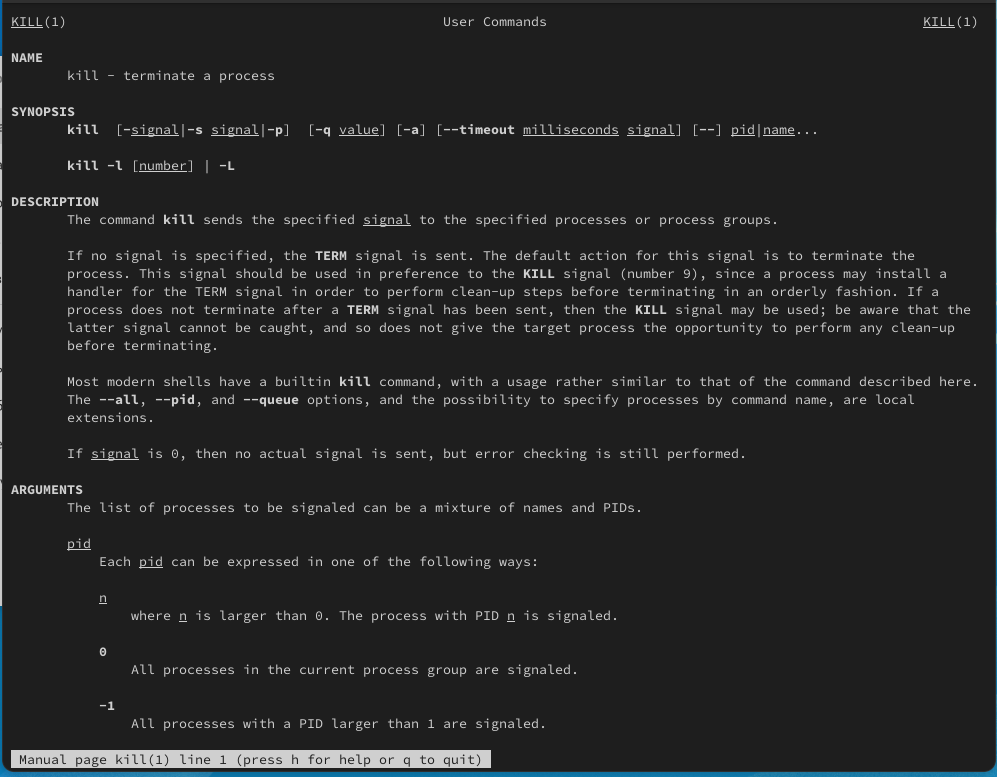 KILL(1) User Commands KILL(1)
NAME
kill - terminate a process
SYNOPSIS
kill [-signal|-s signal|-p] [-q value] [-a] [--timeout milliseconds signal] [--] pid|name...
kill -l [number] | -L
DESCRIPTION
The command kill sends the specified signal to the specified processes or process groups.
If no signal is specified, the TERM signal is sent. The default action for this signal is to terminate the
process. This signal should be used in preference to the KILL signal (number 9), since a process may install a
handler for the TERM signal in order to perform clean-up steps before terminating in an orderly fashion. If a
process does not terminate after a TERM signal has been sent, then the KILL signal may be used; be aware that the
latter signal cannot be caught, and so does not give the target process the opportunity to perform any clean-up
before terminating.
Most modern shells have a builtin kill command, with a usage rather similar to that of the command described here.
The --all, --pid, and --queue options, and the possibility to specify processes by command name, are local
extensions.
If signal is 0, then no actual signal is sent, but error checking is still performed.
ARGUMENTS
The list of processes to be signaled can be a mixture of names and PIDs.
pid
Each pid can be expressed in one of the following ways:
n
where n is larger than 0. The process with PID n is signaled.
0
All processes in the current process group are signaled.
-1
All processes with a PID larger than 1 are signaled.
Manual page kill(1) line 1 (press h for help or q to quit)